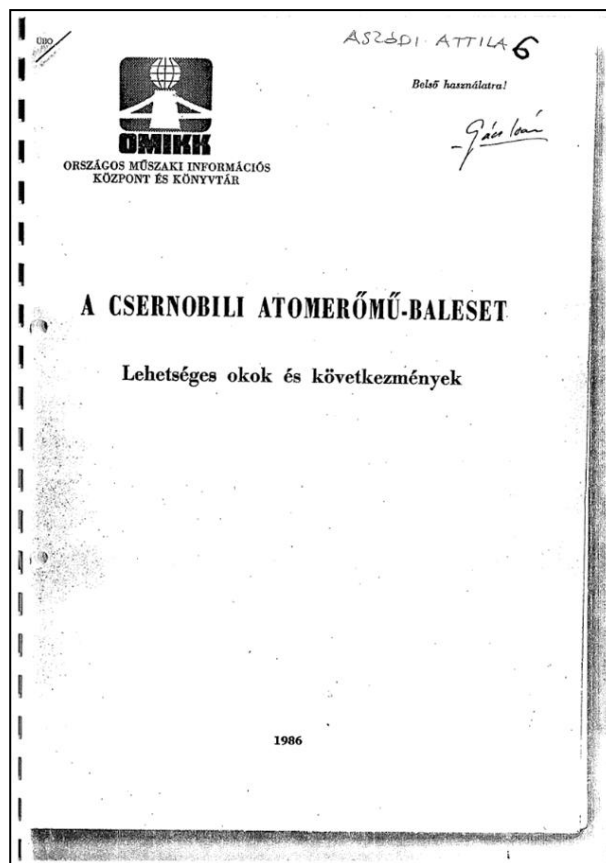 ASZÓDI ATTILA 6
Belső használatra!
OMIKK
ORSZÁGOS MŰSZAKI INFORMÁCIÓS
KÖZPONT ÉS KÖNYVTÁR
A CSERNOBILI ATOMERŐMŰ-BALESET
Lehetséges okok és következmények
1986